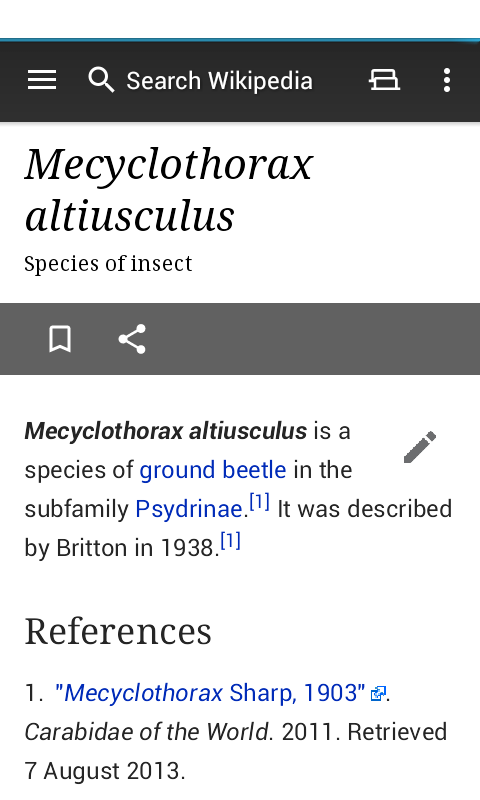 Search Wikipedia
Mecyclothorax
altiusculus
Species of insect
Mecyclothorax altiusculus is a
species of ground beetle in the
subfamily Psydrinae.[1] It was described
by Britton in 1938.[1]
References
1. "Mecyclothorax Sharp, 1903".
Carabidae of the World. 2011. Retrieved
7 August 2013.